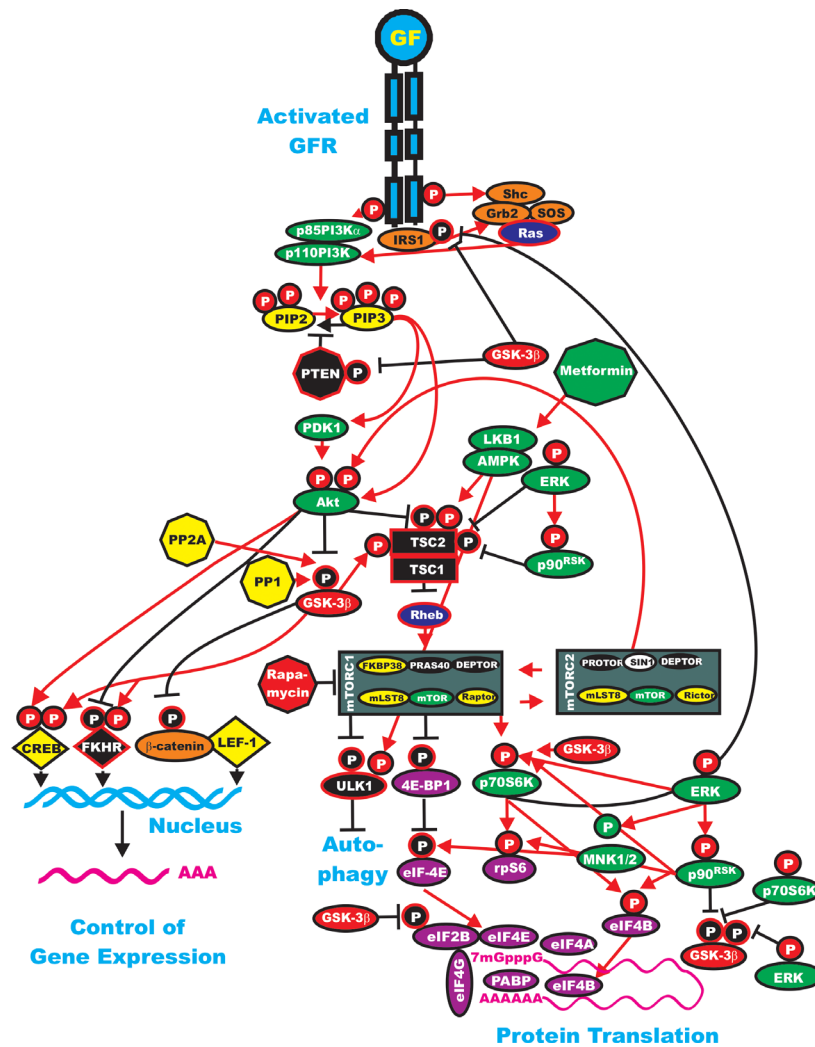 GF
Activated
GFR
P
P
Shc
Grb2
SOS
p85PI3Kα
IRS1
P
Ras
p110PI3K
P
P
P
P
P
PIP2
PIP3
PTEN
P
GSK-3β
Metformin
PDK1
LKB1
AMPK
P
ERK
P
P
Akt
P
P
P
TSC2
P
P
TSC1
p90RSK
PP2A
PP1
P
GSK-3β
Rheb
mTORC1
FKBP38
PRAS40
DEPTOR
mLST8
mTOR
Raptor
mTORC2
PROTOR
SIN1
DEPTOR
mLST8
mTOR
Rictor
Rapa-
mycin
P
P
CREB
P
P
FKHR
P
β-catenin
LEF-1
Nucleus
AAA
Control of
Gene Expression
P
P
ULK1
P
4E-BP1
P
p70S6K
GSK-3β
P
ERK
Auto-
phagy
P
eIF-4E
P
rpS6
P
MNK1/2
P
p90RSK
P
p70S6K
P
eIF4B
P
P
GSK-3β
P
ERK
GSK-3β
P
eIF2B
eIF4E
eIF4A
7mGpppG
eIF4G
PABP
eIF4B
AAAAAA
Protein Translation